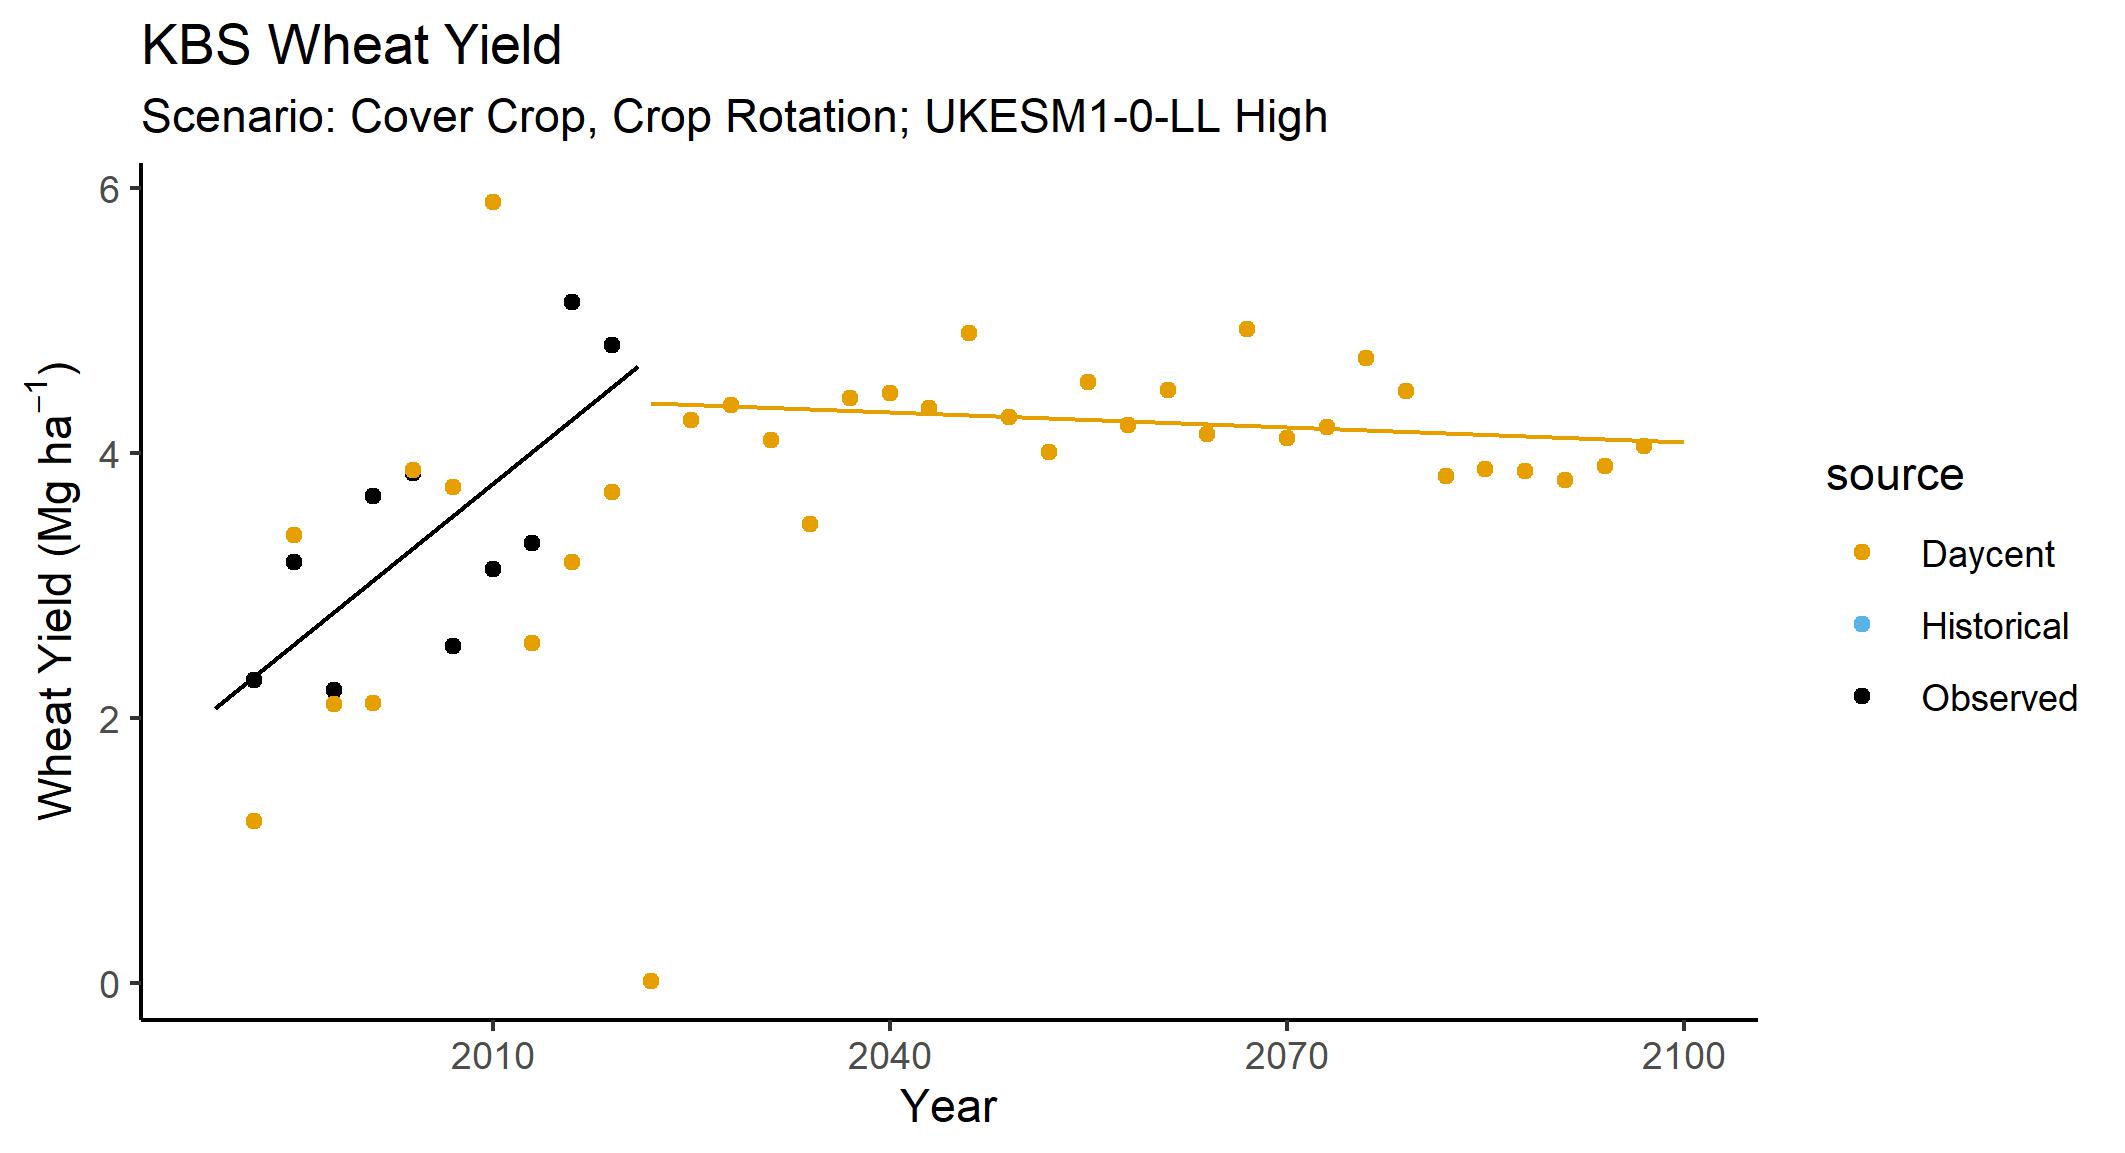 KBS Wheat Yield
Scenario: Cover Crop, Crop Rotation; UKESM1-0-LL High
Wheat Yield (Mg ha⁻¹)
6
4
2
0
2010
2040
2070
2100
Year
source
Daycent
Historical
Observed